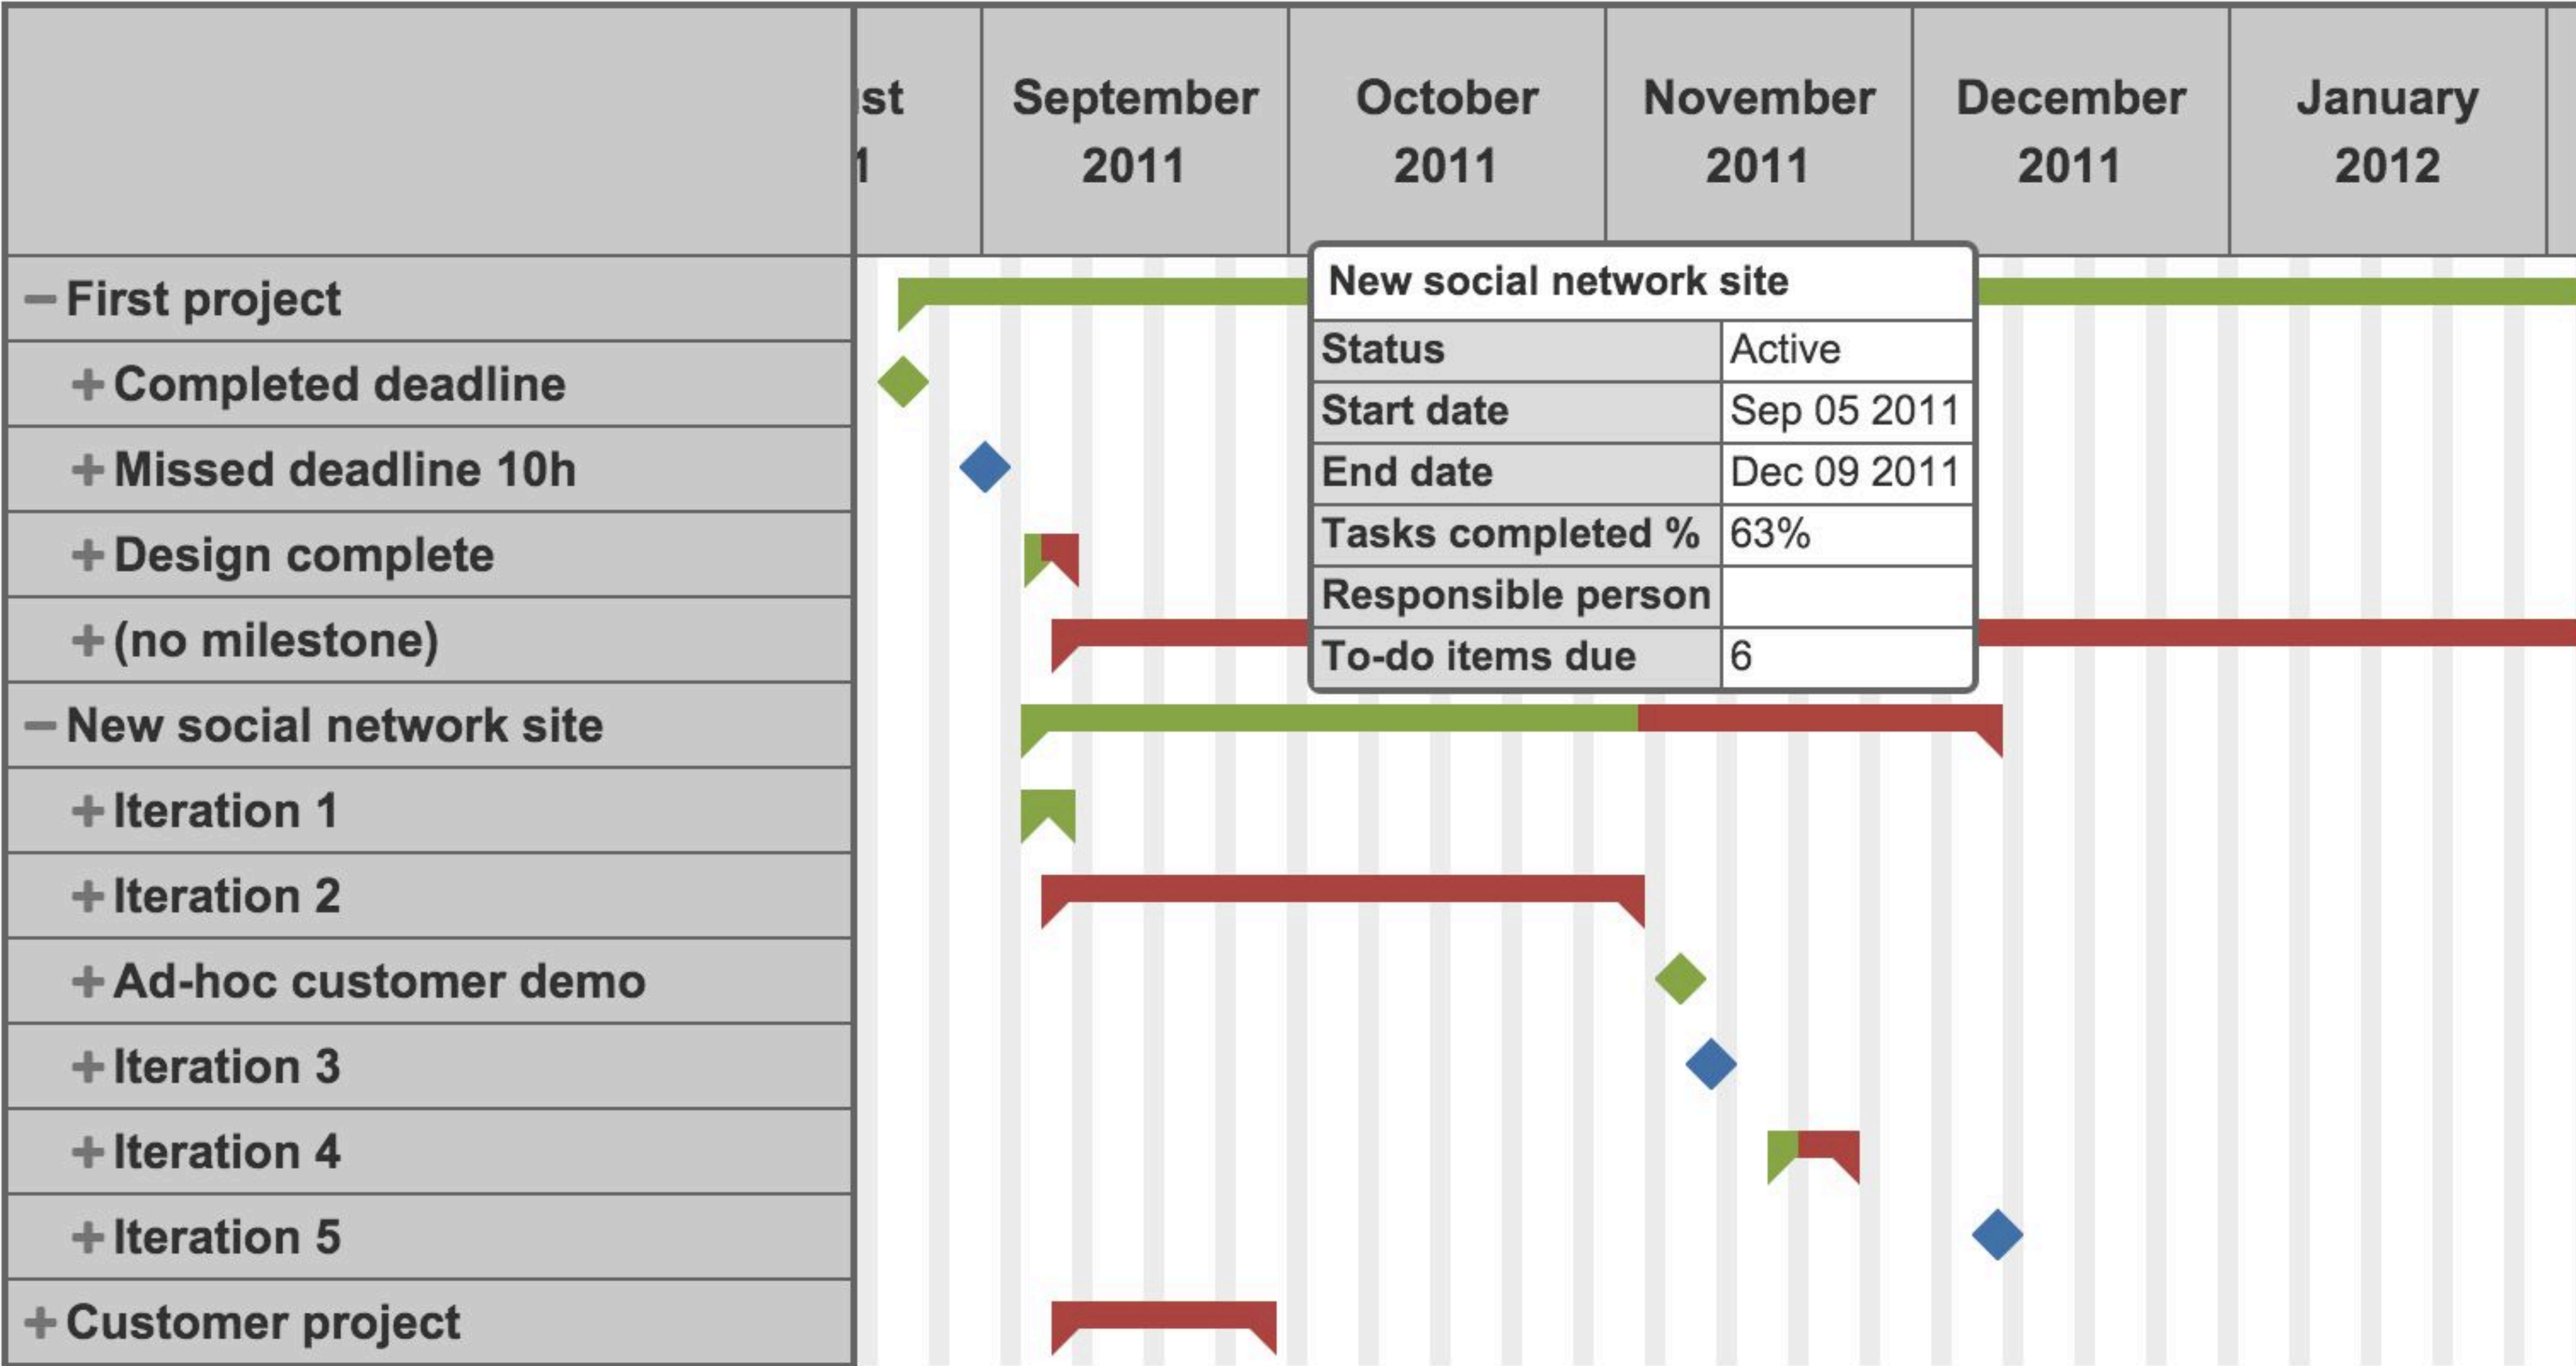 st
1
September
2011
October
2011
November
2011
December
2011
January
2012
First project
Completed deadline
Missed deadline 10h
Design complete
(no milestone)
New social network site
Iteration 1
Iteration 2
Ad-hoc customer demo
Iteration 3
Iteration 4
Iteration 5
Customer project
New social network site
Status Active
Start date Sep 05 2011
End date Dec 09 2011
Tasks completed % 63%
Responsible person
To-do items due 6